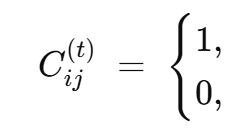 C_{ij}^{(t)} = \begin{cases} 1, \\ 0, \end{cases}